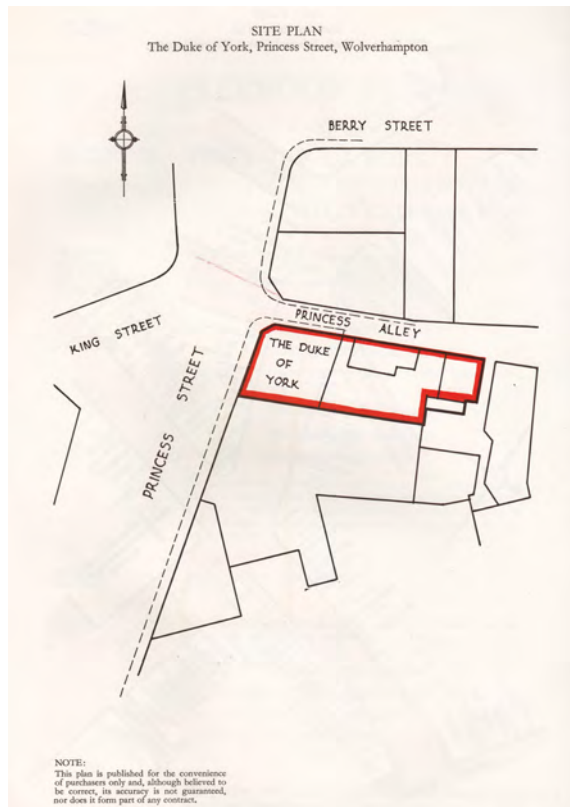 SITE PLAN
The Duke of York, Princess Street, Wolverhampton
BERRY STREET
KING STREET
PRINCESS ALLEY
THE DUKE
OF
YORK
PRINCESS STREET
NOTE:
This plan is published for the convenience
of purchasers only and, although believed to
be correct, its accuracy is not guaranteed,
nor does it form part of any contract.